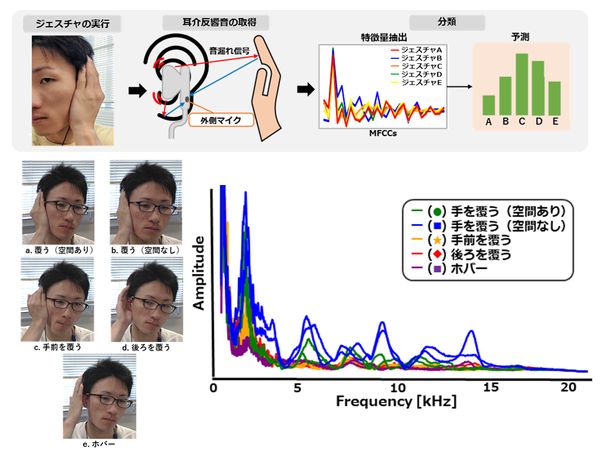 ジェスチャの実行
耳介反響音の取得
分類
音漏れ信号
外側マイク
特徴量抽出
ジェスチャA
ジェスチャB
ジェスチャC
ジェスチャD
ジェスチャE
MFCCs
予測
A B C D E
a. 覆う（空間あり）
b. 覆う（空間なし）
c. 手前を覆う
d. 後ろを覆う
e. ホバー
Amplitude
(●) 手を覆う（空間あり）
(■) 手を覆う（空間なし）
(★) 手前を覆う
(◆) 後ろを覆う
(■) ホバー
0 5 10 15 20
Frequency [kHz]